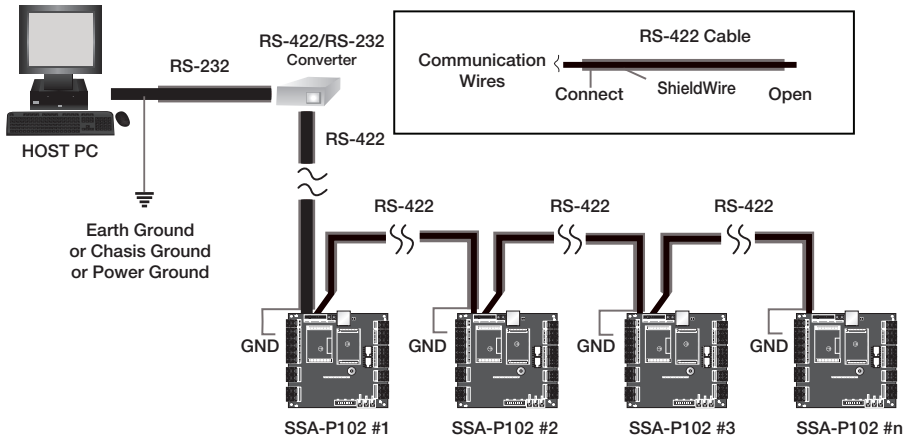 RS-422/RS-232
Converter
RS-232
HOST PC
Earth Ground
or Chasis Ground
or Power Ground
RS-422 Cable
Communication
Wires
Connect
ShieldWire
Open
RS-422
RS-422
RS-422
RS-422
GND
GND
GND
GND
SSA-P102 #1
SSA-P102 #2
SSA-P102 #3
SSA-P102 #n